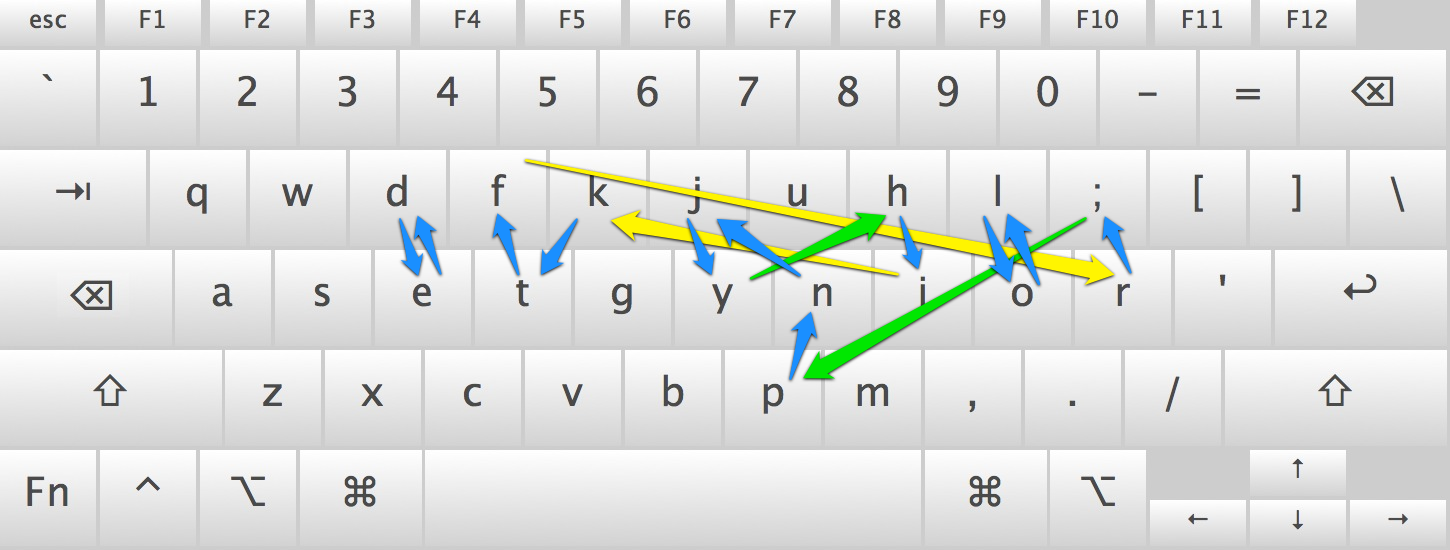 esc F1 F2 F3 F4 F5 F6 F7 F8 F9 F10 F11 F12
` 1 2 3 4 5 6 7 8 9 0 - = ⌫
⇥ q w d f k j u h l ; [ ] \
⌫ a s e t g y n i o r ' ↩
⇧ z x c v b p m , . / ⇧
Fn ^ ⌥ ⌘ ⌘ ⌥ ↑
← ↓ →